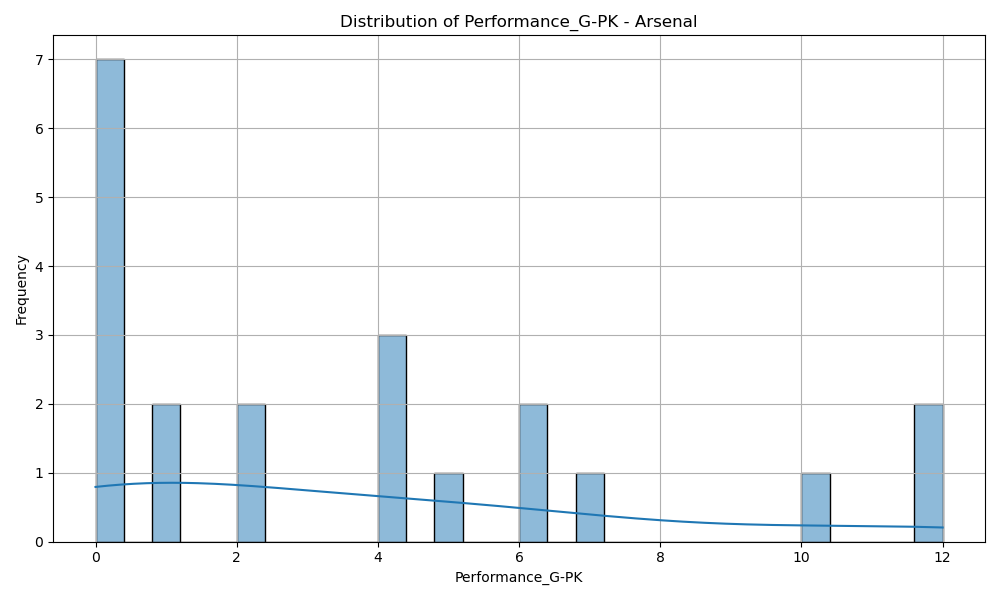 Distribution of Performance_G-PK - Arsenal
Frequency
7
6
5
4
3
2
1
0
0 2 4 6 8 10 12
Performance_G-PK